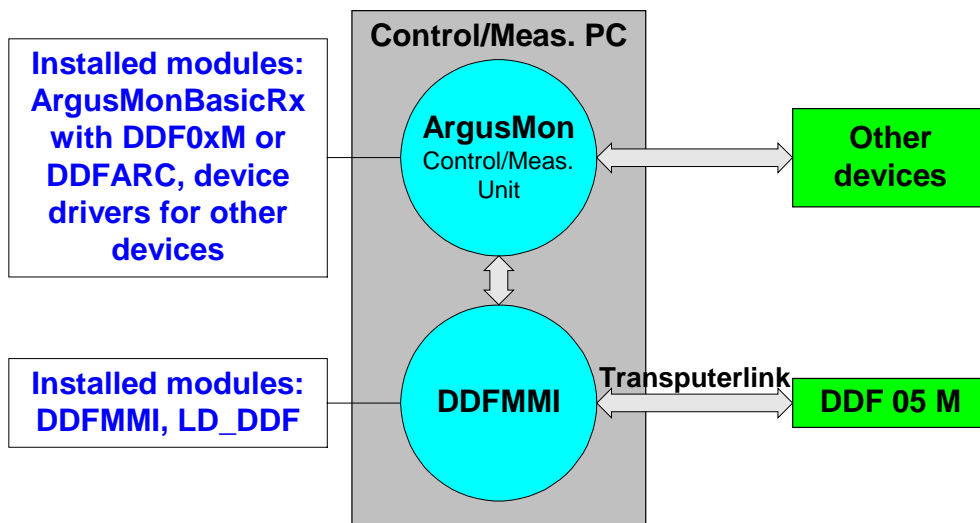 Control/Meas. PC
Installed modules:
ArgusMonBasicRx
with DDF0xM or
DDFARC, device
drivers for other
devices
ArgusMon
Control/Meas.
Unit
Other
devices
Installed modules:
DDFMMI, LD_DDF
DDFMMI
Transputerlink
DDF 05 M